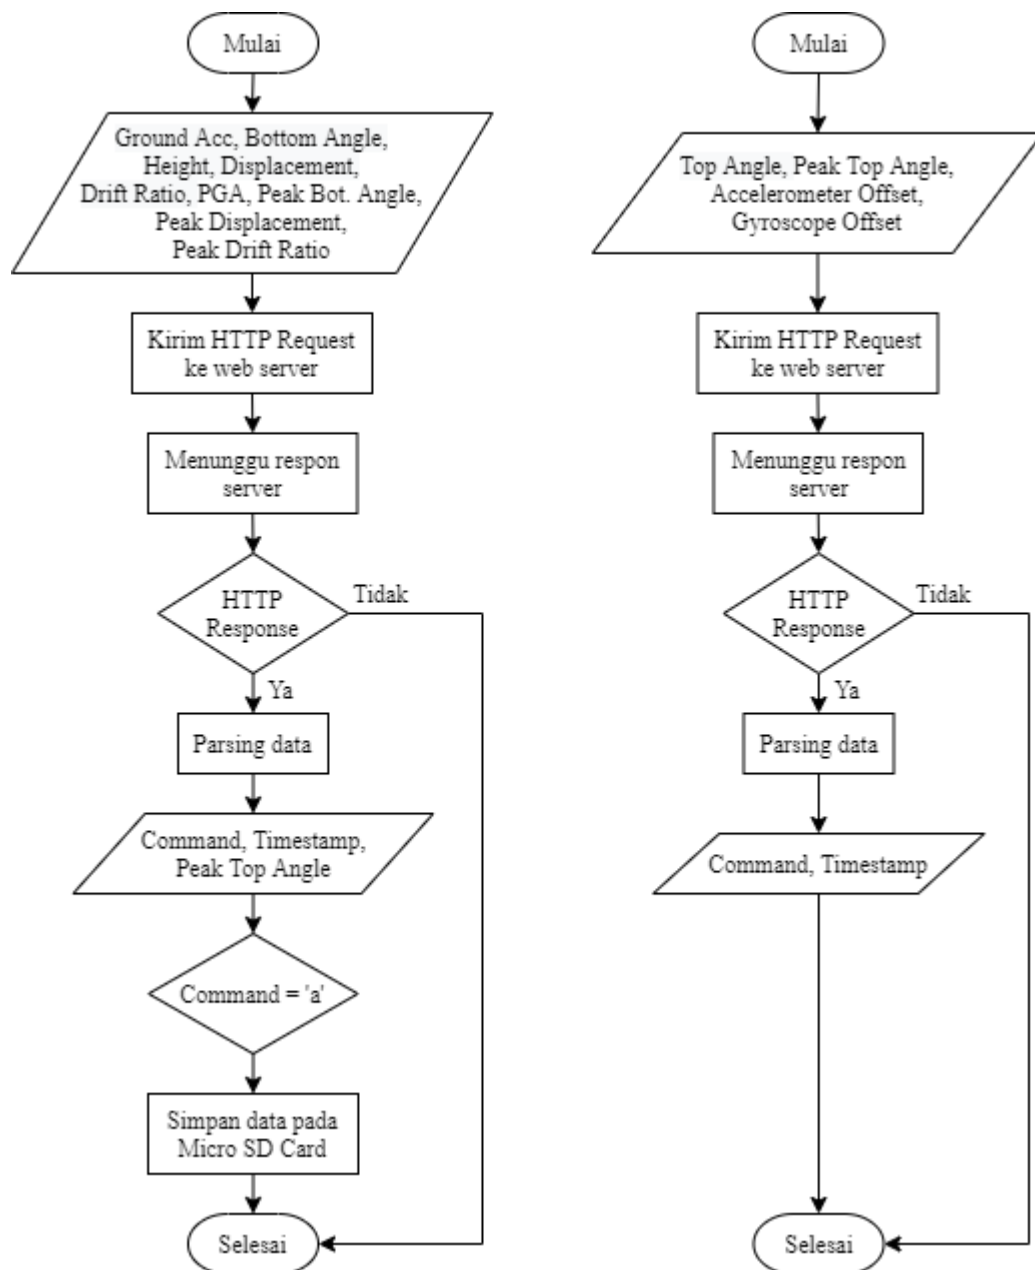 Mulai
Ground Acc, Bottom Angle,
Height, Displacement,
Drift Ratio, PGA, Peak Bot. Angle,
Peak Displacement,
Peak Drift Ratio
Kirim HTTP Request
ke web server
Menunggu respon
server
HTTP
Response
Tidak
Ya
Parsing data
Command, Timestamp,
Peak Top Angle
Command = 'a'
Simpan data pada
Micro SD Card
Selesai
Mulai
Top Angle, Peak Top Angle,
Accelerometer Offset,
Gyroscope Offset
Kirim HTTP Request
ke web server
Menunggu respon
server
HTTP
Response
Tidak
Ya
Parsing data
Command, Timestamp
Selesai